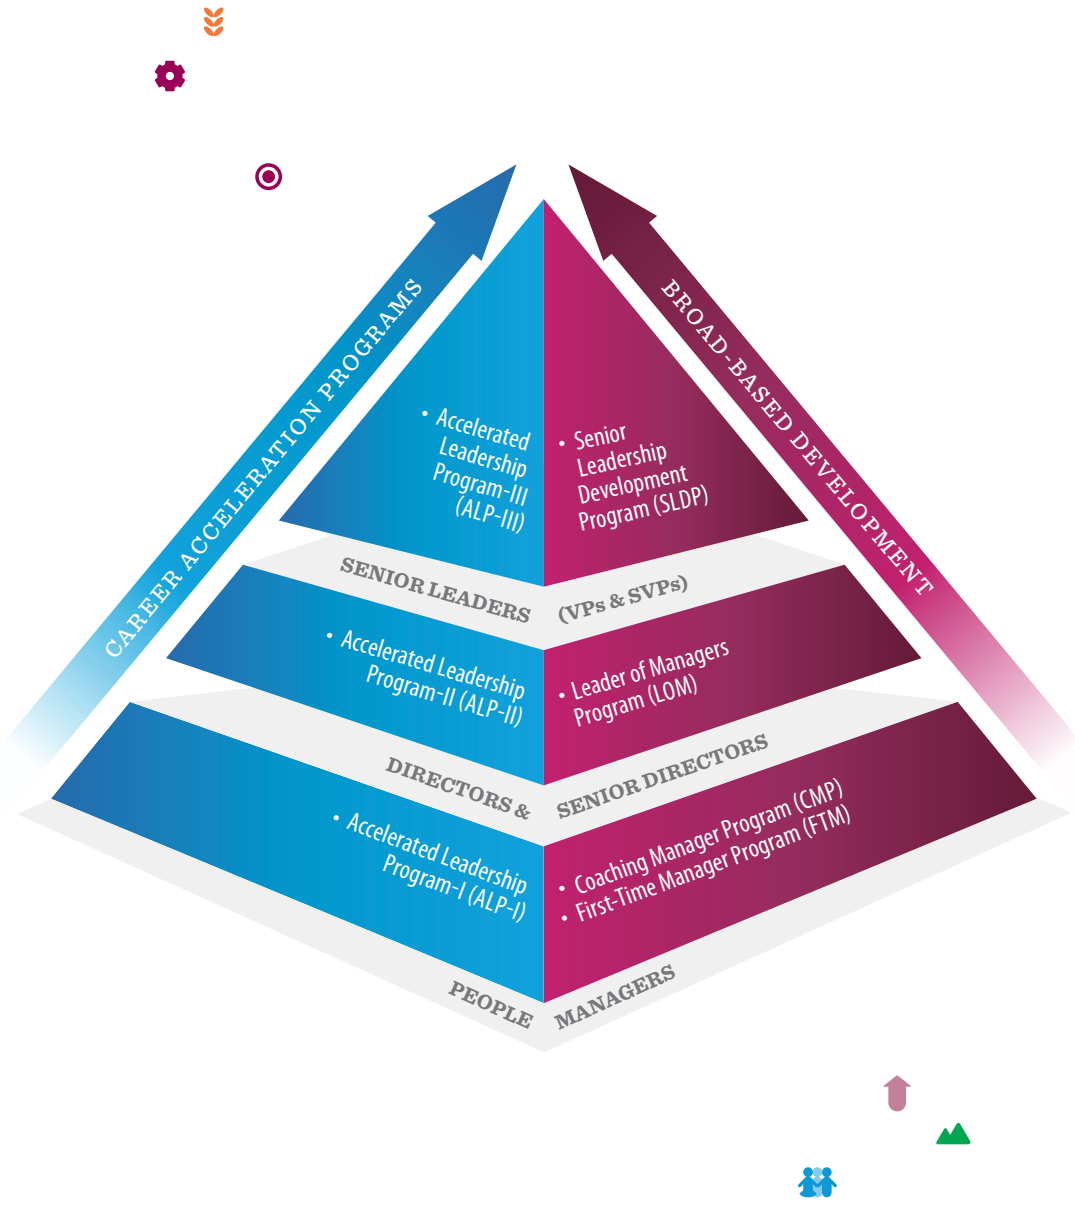 CAREER ACCELERATION PROGRAMS
BROAD-BASED DEVELOPMENT
• Accelerated
Leadership
Program-III
(ALP-III)
• Senior
Leadership
Development
Program (SLDP)
SENIOR LEADERS (VPs & SVPs)
• Accelerated Leadership
Program-II (ALP-II)
• Leader of Managers
Program (LOM)
DIRECTORS & SENIOR DIRECTORS
• Accelerated Leadership
Program-I (ALP-I)
• Coaching Manager Program (CMP)
• First-Time Manager Program (FTM)
PEOPLE MANAGERS